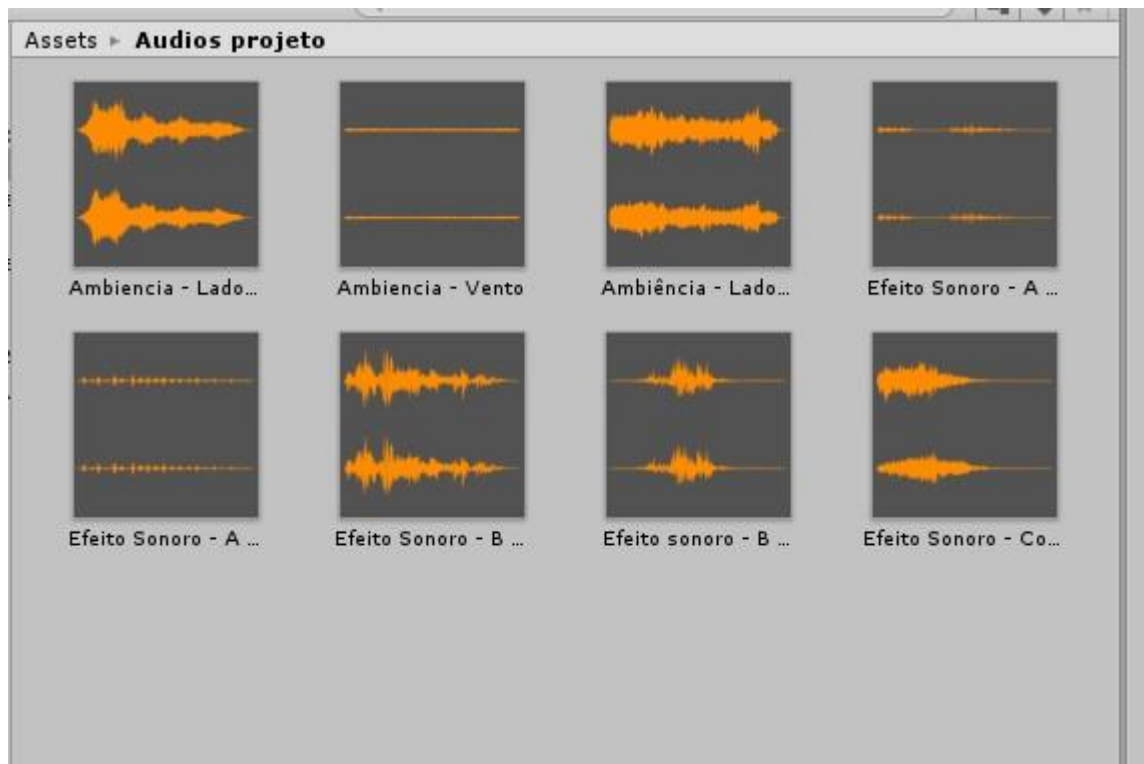 Assets ▸ Audios projeto
Ambiencia - Lado...
Ambiencia - Vento
Ambiência - Lado...
Efeito Sonoro - A ...
Efeito Sonoro - A ...
Efeito Sonoro - B ...
Efeito sonoro - B ...
Efeito Sonoro - Co...